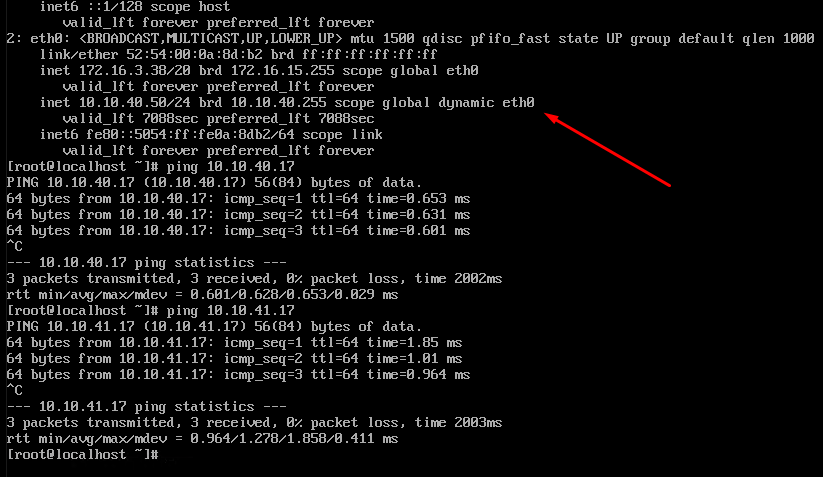 inet6 ::1/128 scope host
valid_lft forever preferred_lft forever
2: eth0: <BROADCAST,MULTICAST,UP,LOWER_UP> mtu 1500 qdisc pfifo_fast state UP group default qlen 1000
link/ether 52:54:00:0a:8d:b2 brd ff:ff:ff:ff:ff:ff
inet 172.16.3.38/20 brd 172.16.15.255 scope global eth0
valid_lft forever preferred_lft forever
inet 10.10.40.50/24 brd 10.10.40.255 scope global dynamic eth0
valid_lft 7088sec preferred_lft 7088sec
inet6 fe80::5054:ff:fe0a:8db2/64 scope link
valid_lft forever preferred_lft forever
[root@localhost ~]# ping 10.10.40.17
PING 10.10.40.17 (10.10.40.17) 56(84) bytes of data.
64 bytes from 10.10.40.17: icmp_seq=1 ttl=64 time=0.653 ms
64 bytes from 10.10.40.17: icmp_seq=2 ttl=64 time=0.631 ms
64 bytes from 10.10.40.17: icmp_seq=3 ttl=64 time=0.601 ms
^C
--- 10.10.40.17 ping statistics ---
3 packets transmitted, 3 received, 0% packet loss, time 2002ms
rtt min/avg/max/mdev = 0.601/0.628/0.653/0.029 ms
[root@localhost ~]# ping 10.10.41.17
PING 10.10.41.17 (10.10.41.17) 56(84) bytes of data.
64 bytes from 10.10.41.17: icmp_seq=1 ttl=64 time=1.85 ms
64 bytes from 10.10.41.17: icmp_seq=2 ttl=64 time=1.01 ms
64 bytes from 10.10.41.17: icmp_seq=3 ttl=64 time=0.964 ms
^C
--- 10.10.41.17 ping statistics ---
3 packets transmitted, 3 received, 0% packet loss, time 2003ms
rtt min/avg/max/mdev = 0.964/1.278/1.858/0.411 ms
[root@localhost ~]#